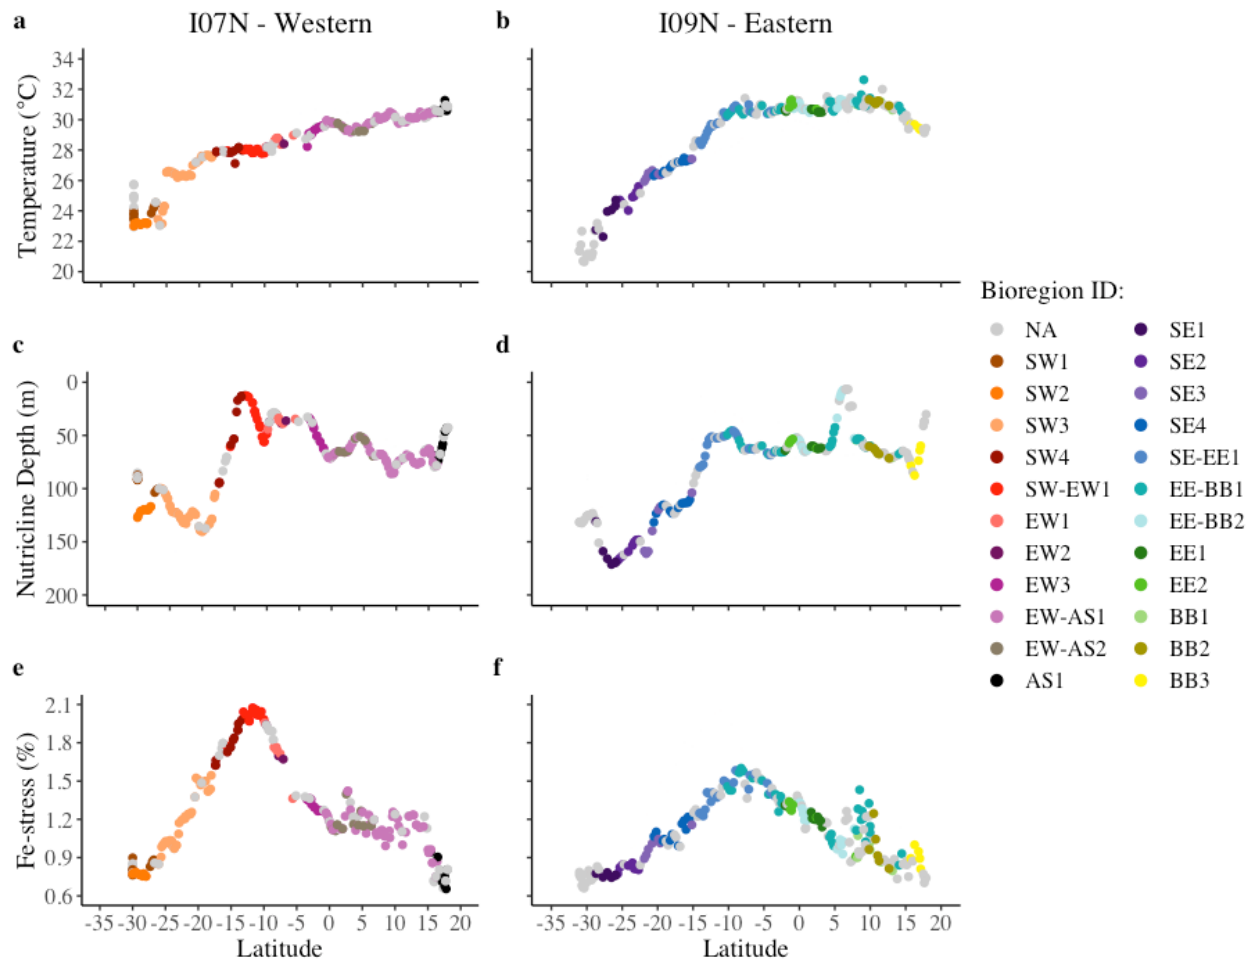 a
I07N - Western
b
I09N - Eastern
Temperature (°C)
34
32
30
28
26
24
22
20
c
d
Nutricline Depth (m)
0
50
100
150
200
e
f
Fe-stress (%)
2.1
1.8
1.5
1.2
0.9
0.6
-35 -30 -25 -20 -15 -10 -5 0 5 10 15 20
Latitude
-35 -30 -25 -20 -15 -10 -5 0 5 10 15 20
Latitude
Bioregion ID:
NA
SW1
SW2
SW3
SW4
SW-EW1
EW1
EW2
EW3
EW-AS1
EW-AS2
AS1
SE1
SE2
SE3
SE4
SE-EE1
EE-BB1
EE-BB2
EE1
EE2
BB1
BB2
BB3